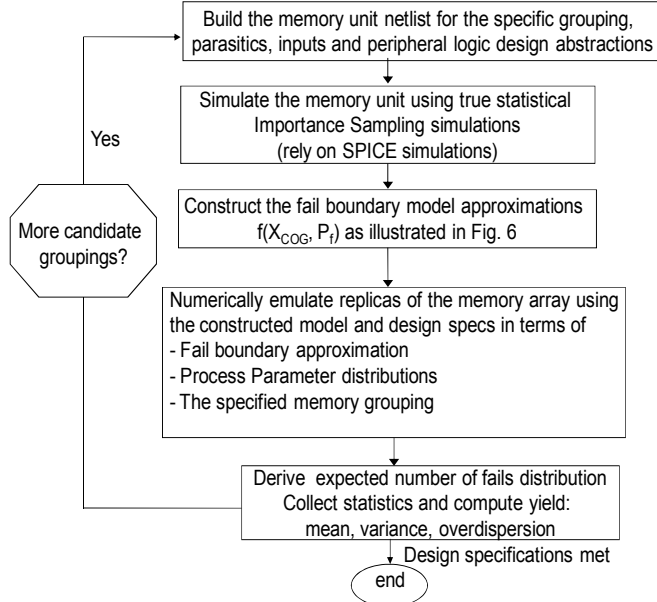 Build the memory unit netlist for the specific grouping,
parasitics, inputs and peripheral logic design abstractions
Simulate the memory unit using true statistical
Importance Sampling simulations
(rely on SPICE simulations)
Yes
Construct the fail boundary model approximations
f(X_COG, P_f) as illustrated in Fig. 6
More candidate
groupings?
Numerically emulate replicas of the memory array using
the constructed model and design specs in terms of
- Fail boundary approximation
- Process Parameter distributions
- The specified memory grouping
Derive expected number of fails distribution
Collect statistics and compute yield:
mean, variance, overdispersion
Design specifications met
end